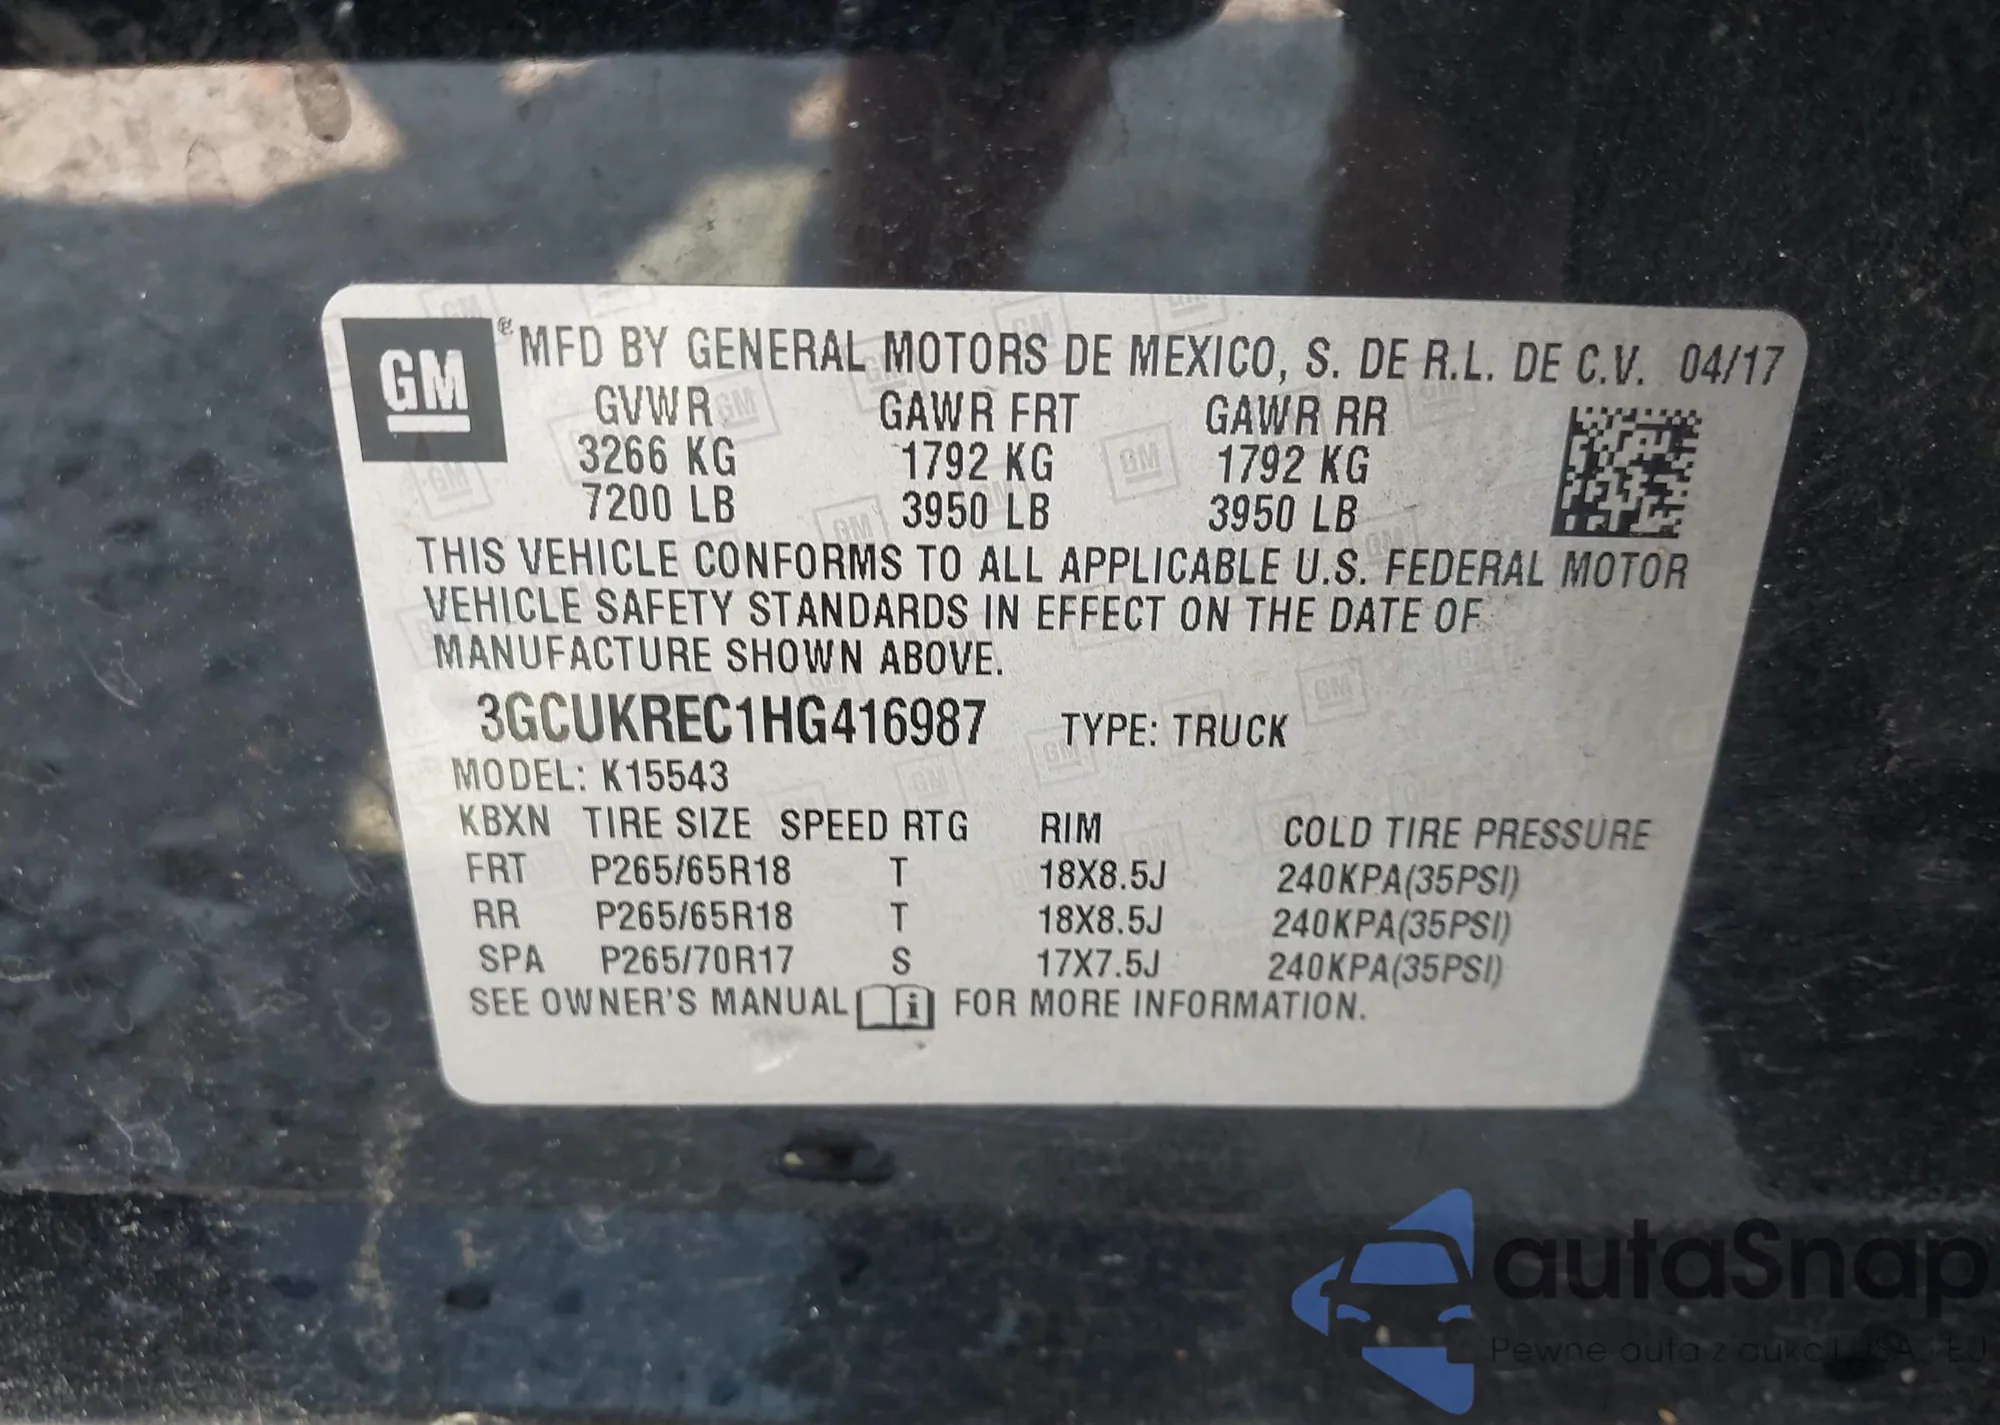 GM ® MFD BY GENERAL MOTORS DE MEXICO, S. DE R.L. DE C.V. 04/17
GVWR GAWR FRT GAWR RR
3266 KG 1792 KG 1792 KG
7200 LB 3950 LB 3950 LB
THIS VEHICLE CONFORMS TO ALL APPLICABLE U.S. FEDERAL MOTOR
VEHICLE SAFETY STANDARDS IN EFFECT ON THE DATE OF
MANUFACTURE SHOWN ABOVE.
3GCUKREC1HG416987 TYPE: TRUCK
MODEL: K15543
KBXN TIRE SIZE SPEED RTG RIM COLD TIRE PRESSURE
FRT P265/65R18 T 18X8.5J 240KPA(35PSI)
RR P265/65R18 T 18X8.5J 240KPA(35PSI)
SPA P265/70R17 S 17X7.5J 240KPA(35PSI)
SEE OWNER'S MANUAL FOR MORE INFORMATION.
autaSnap
Pewne auta z aukcji USA